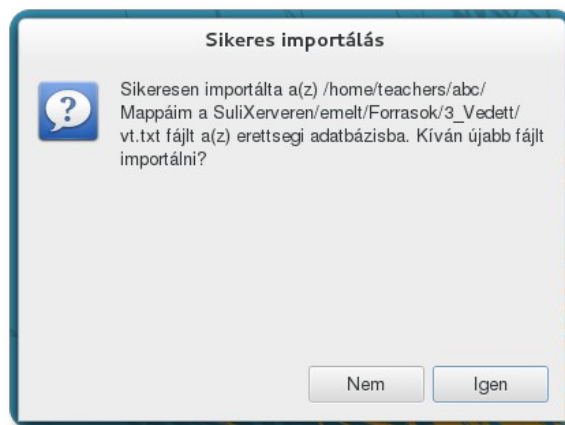 Sikeres importálás
Sikeresen importálta a(z) /home/teachers/abc/
Mappáim a SuliXerveren/emelt/Forrasok/3_Vedett/
vt.txt fájlt a(z) erettsegi adatbázisba. Kíván újabb fájlt
importálni?
Nem
Igen